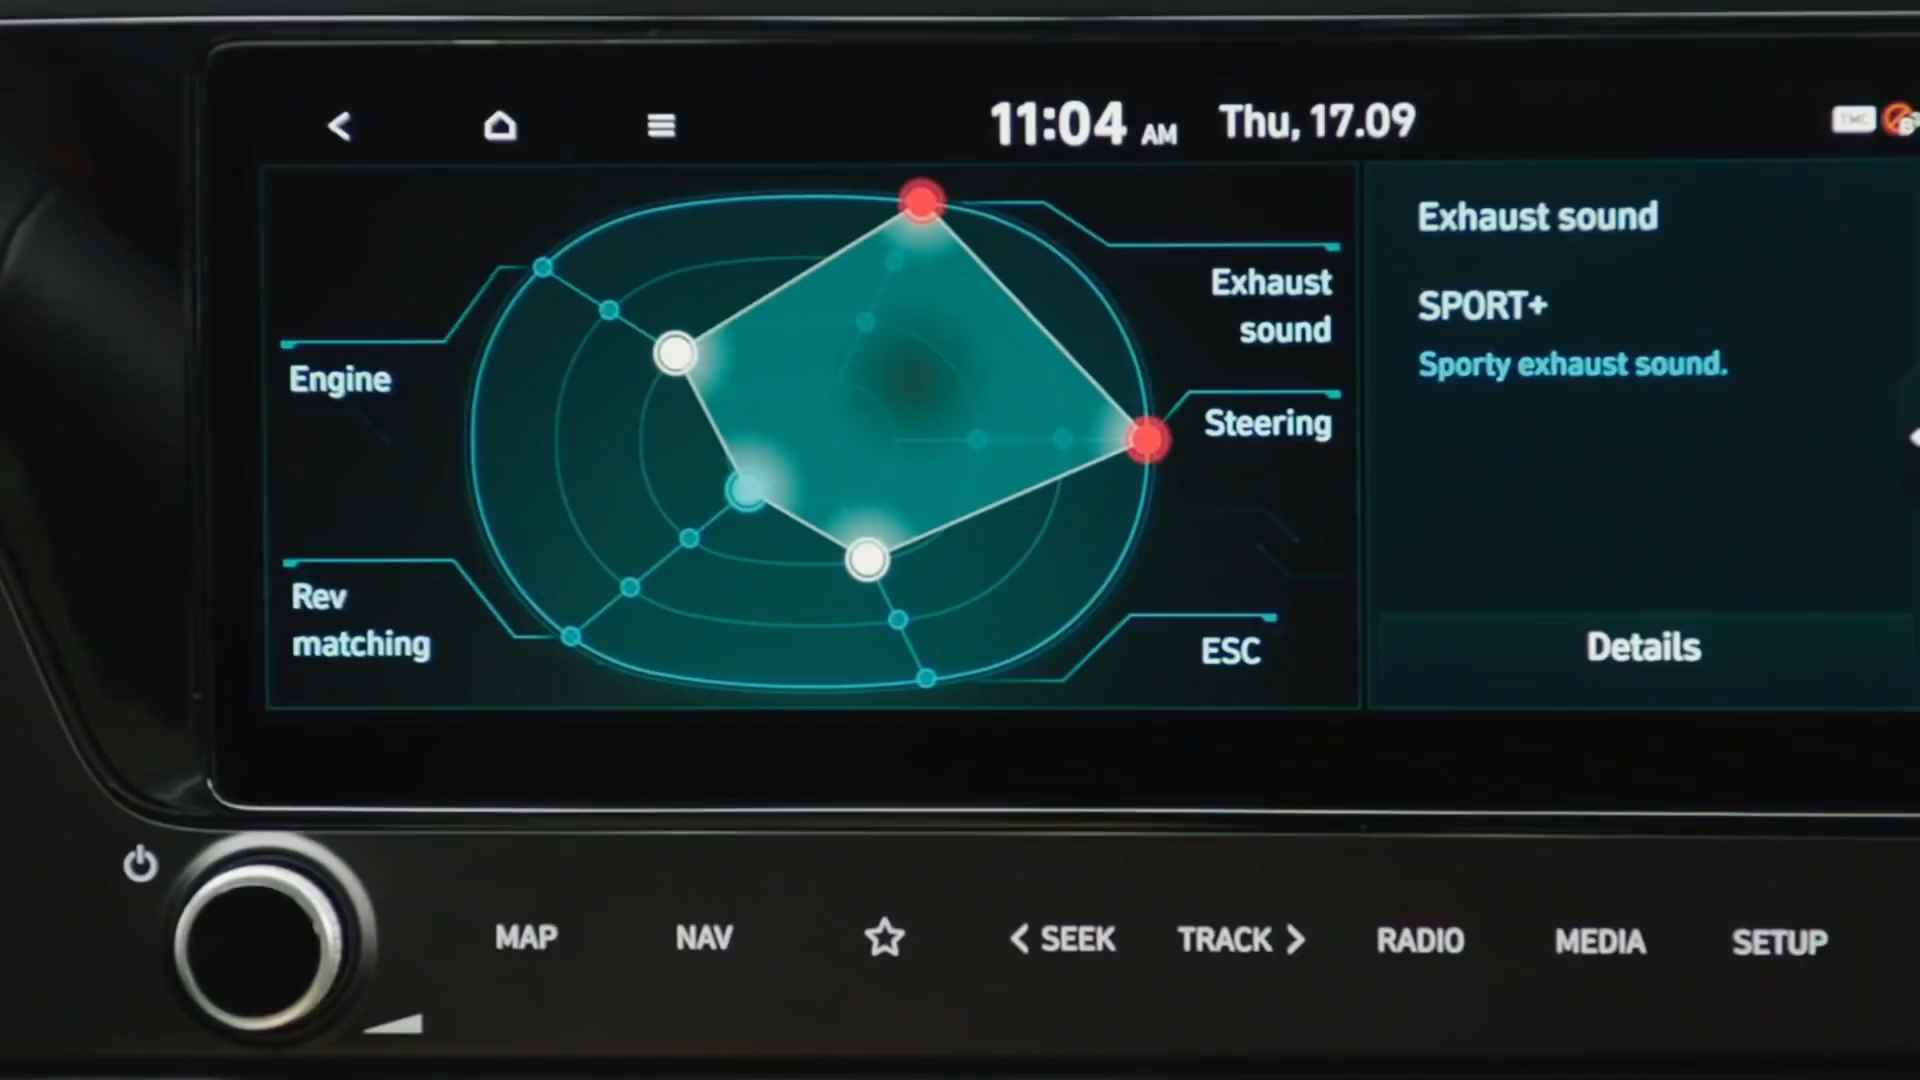 11:04 AM Thu, 17.09
Exhaust sound
SPORT+
Sporty exhaust sound.
Details
Exhaust
sound
Engine
Steering
Rev
matching
ESC
MAP NAV SEEK TRACK RADIO MEDIA SETUP